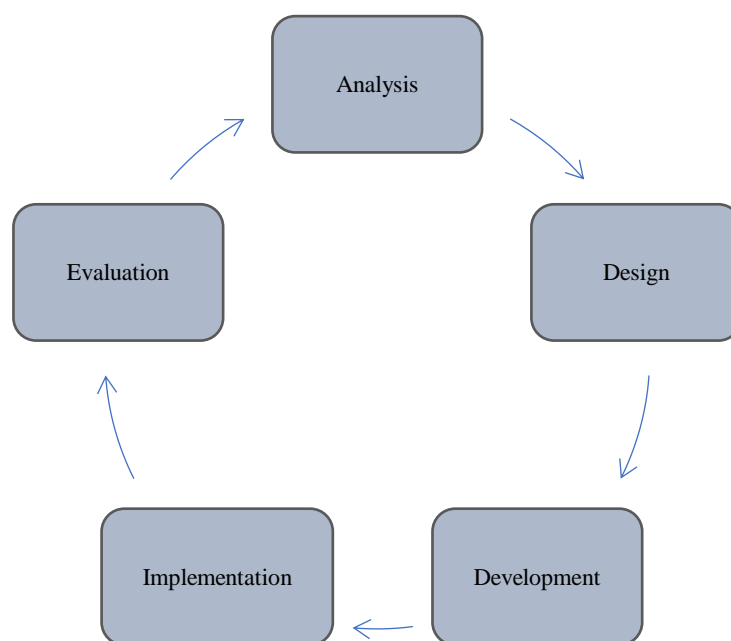 Analysis
Design
Development
Implementation
Evaluation